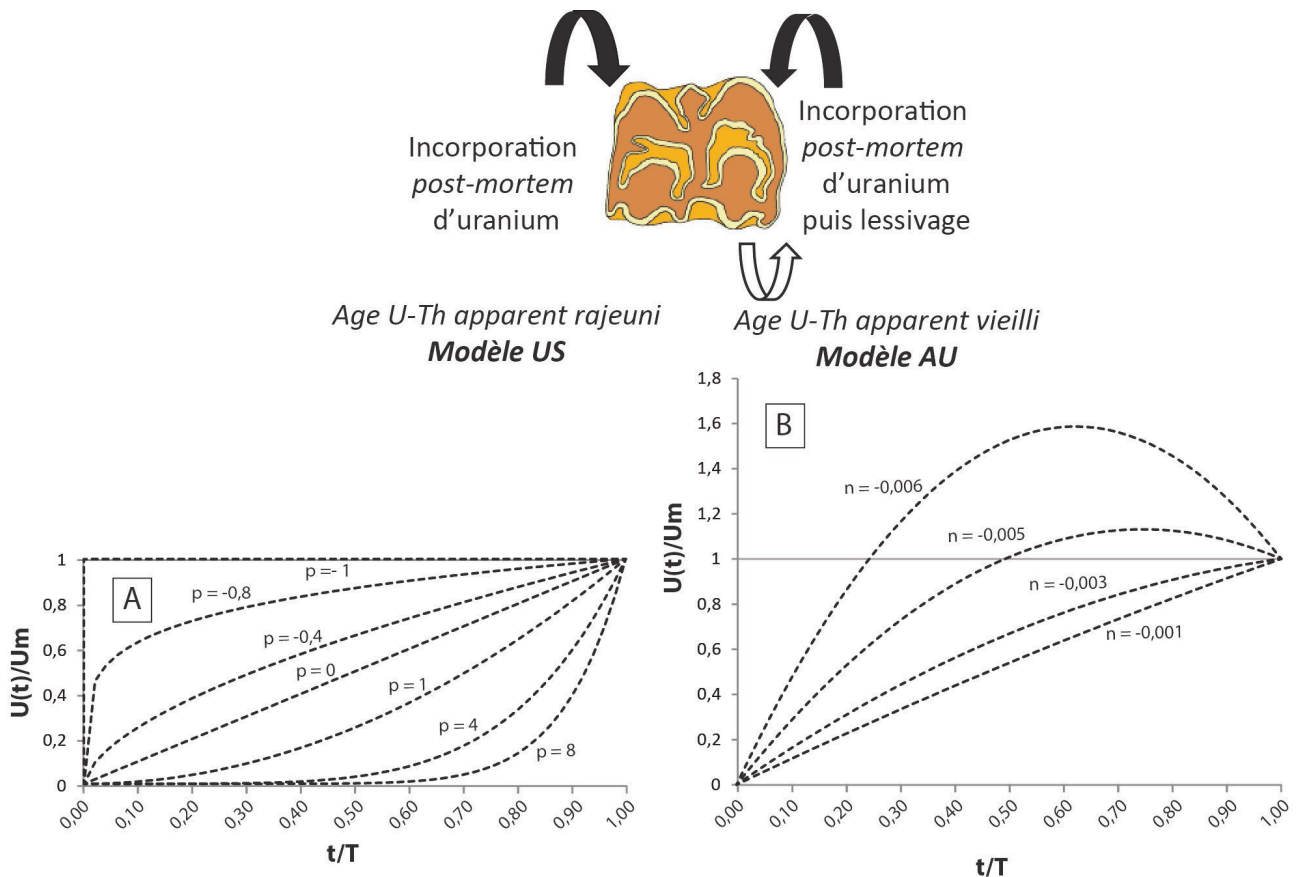 Incorporation
post-mortem
d'uranium
Incorporation
post-mortem
d'uranium
puis lessivage
Age U-Th apparent rajeuni
Modèle US
Age U-Th apparent vieilli
Modèle AU
A
U(t)/Um
1
0,8
0,6
0,4
0,2
0
p=- 1
p = -0,8
p = -0,4
p = 0
p = 1
p = 4
p = 8
0,00
0,10
0,20
0,30
0,40
0,50
0,60
0,70
0,80
0,90
1,00
t/T
B
U(t)/Um
1,8
1,6
1,4
1,2
1
0,8
0,6
0,4
0,2
0
n = -0,006
n = -0,005
n = -0,003
n = -0,001
0,00
0,10
0,20
0,30
0,40
0,50
0,60
0,70
0,80
0,90
1,00
t/T